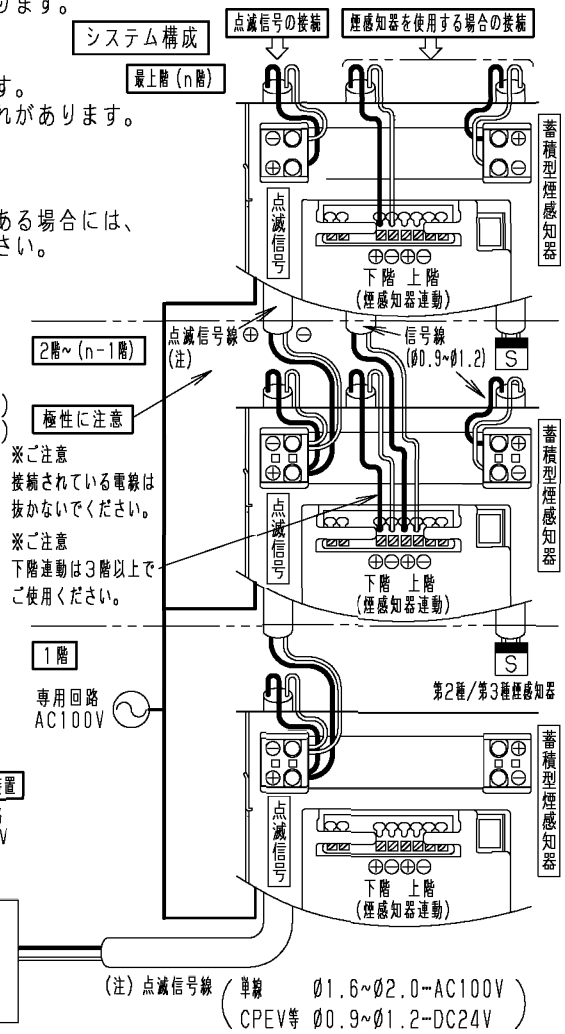 ります。
システム構成
点滅信号の接続
煙感知器を使用する場合の接続
最上階(n階)
す。
れがあります。
ある場合には、
さい。
⊖ ⊕
⊕ ⊖
点滅信号
蓄積型煙感知器
⊕⊖⊕⊖
下階 上階
(煙感知器連動)
2階~(n-1階)
点滅信号線 ⊕ ⊖
(注)
信号線
(Ø0.9~Ø1.2)
S
極性に注意
)
)
※ご注意
接続されている電線は
抜かないでください。
※ご注意
下階連動は3階以上で
ご使用ください。
⊖ ⊕
点滅信号
蓄積型煙感知器
⊕⊖⊕⊖
下階 上階
(煙感知器連動)
1階
S
第2種/第3種煙感知器
専用回路
AC100V
⊖ ⊕
点滅信号
蓄積型煙感知器
置
V
⊕⊖⊕⊖
下階 上階
(煙感知器連動)
(注) 点滅信号線
(単線 Ø1.6~Ø2.0-AC100V)
(CPEV等 Ø0.9~Ø1.2-DC24V)